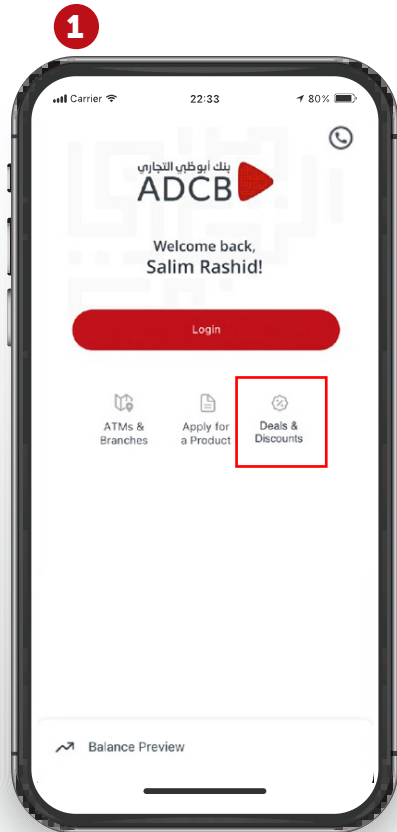 1
Carrier
22:33
80%
بنك أبوظبي التجاري
ADCB
Welcome back,
Salim Rashid!
Login
ATMs &
Branches
Apply for
a Product
Deals &
Discounts
Balance Preview